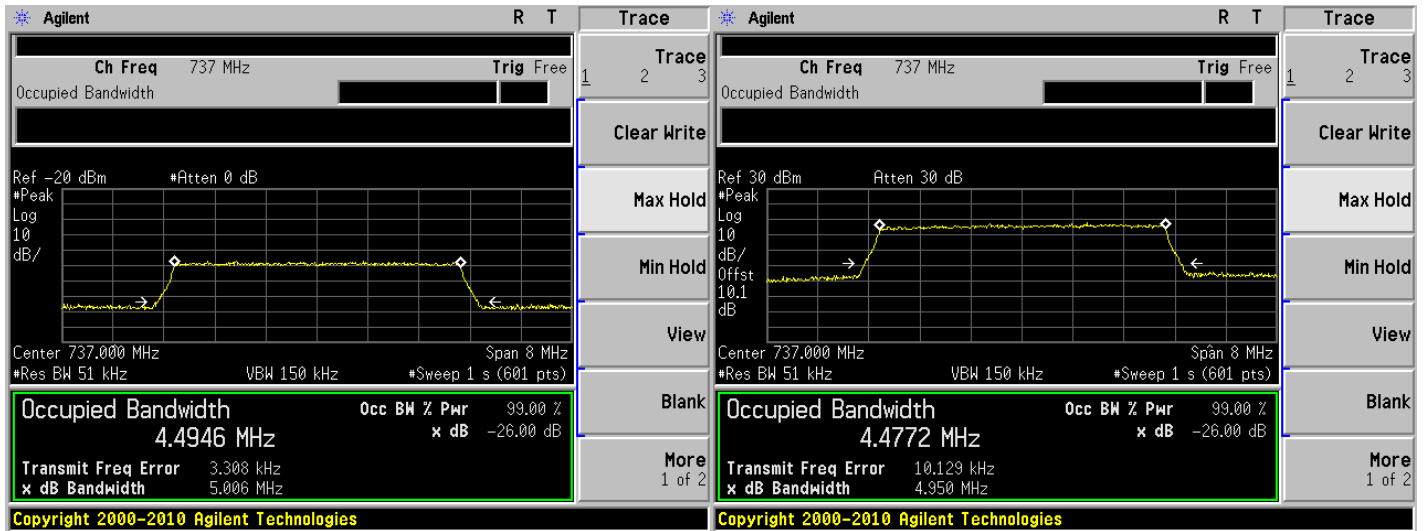 Agilent R T Trace
Ch Freq 737 MHz Trig Free
Occupied Bandwidth
Trace
1 2 3
Clear Write
Max Hold
Min Hold
View
Blank
More
1 of 2
Ref -20 dBm #Atten 0 dB
#Peak
Log
10
dB/
Center 737.000 MHz Span 8 MHz
#Res BW 51 kHz VBW 150 kHz #Sweep 1 s (601 pts)
Occupied Bandwidth Occ BW % Pwr 99.00 %
4.4946 MHz x dB -26.00 dB
Transmit Freq Error 3.308 kHz
x dB Bandwidth 5.006 MHz
Copyright 2000-2010 Agilent Technologies
Agilent R T Trace
Ch Freq 737 MHz Trig Free
Occupied Bandwidth
Trace
1 2 3
Clear Write
Max Hold
Min Hold
View
Blank
More
1 of 2
Ref 30 dBm Atten 30 dB
#Peak
Log
10
dB/
Offst
10.1
dB
Center 737.000 MHz Span 8 MHz
#Res BW 51 kHz VBW 150 kHz #Sweep 1 s (601 pts)
Occupied Bandwidth Occ BW % Pwr 99.00 %
4.4772 MHz x dB -26.00 dB
Transmit Freq Error 10.129 kHz
x dB Bandwidth 4.950 MHz
Copyright 2000-2010 Agilent Technologies